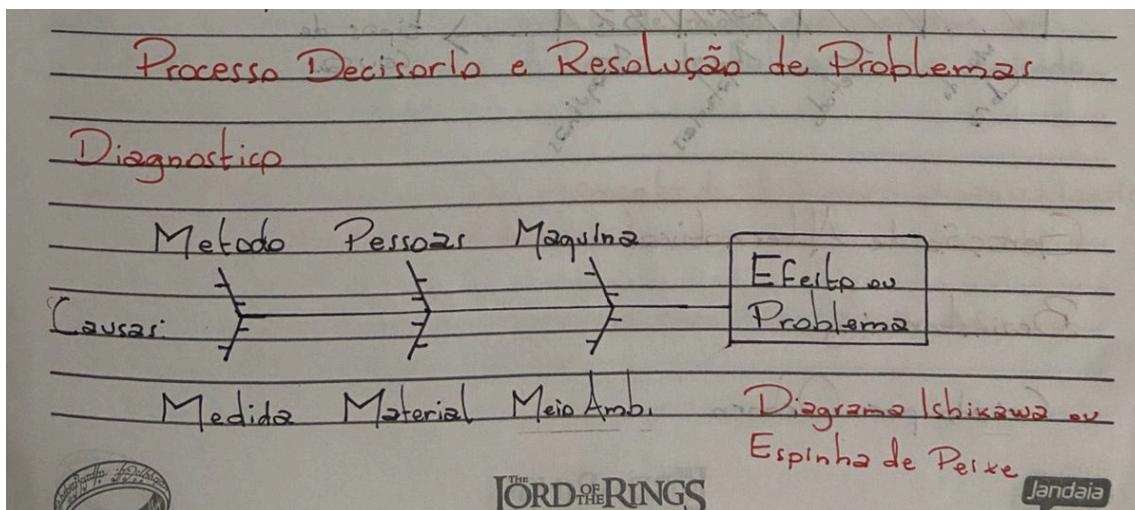 Processo Decisorio e Resolução de Problemas
Diagnostico
Metodo Pessoas Maquina
Causas:
Efeito ou
Problema
Medida Material Meio Amb.
Diagrama Ishikawa ou
Espinha de Peixe
THE LORD OF THE RINGS
Jandaia